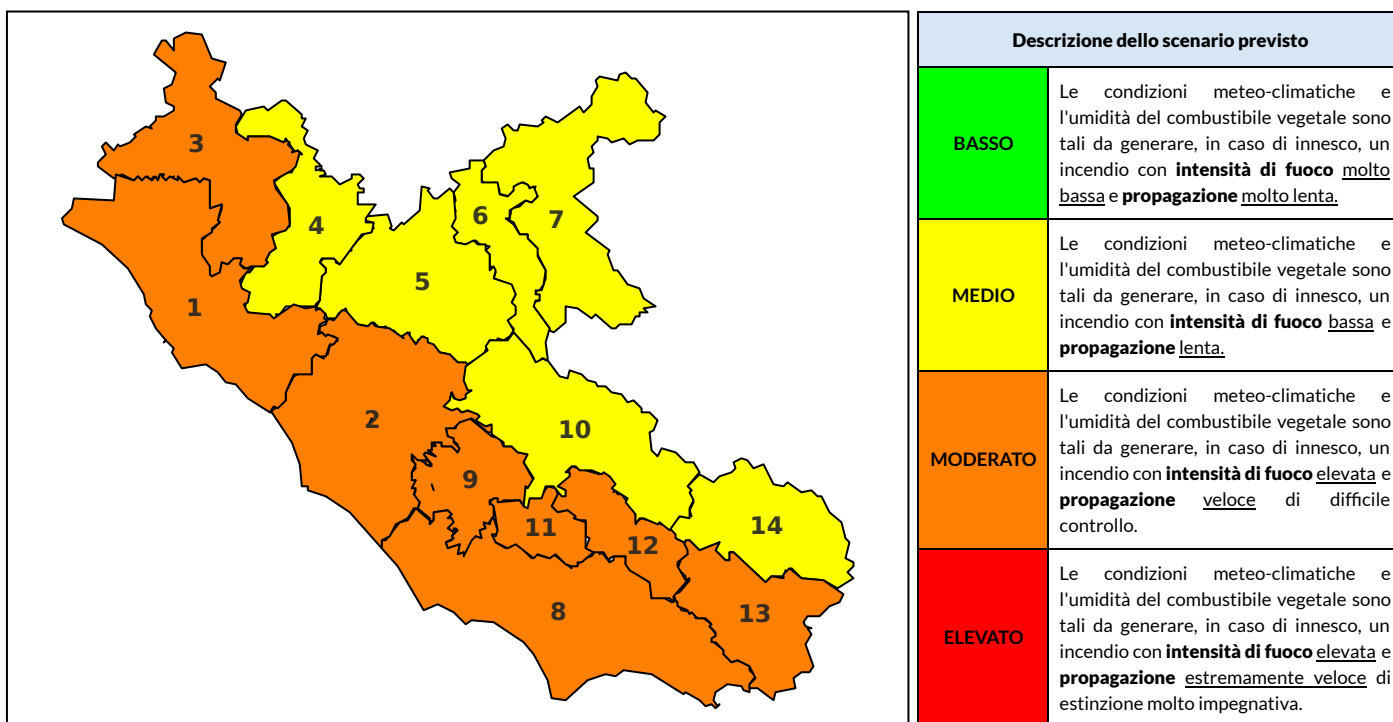 3
4
6
7
5
1
2
10
9
11
12
14
8
13
Descrizione dello scenario previsto
BASSO
Le condizioni meteo-climatiche e
l'umidità del combustibile vegetale sono
tali da generare, in caso di innesco, un
incendio con intensità di fuoco molto
bassa e propagazione molto lenta.
MEDIO
Le condizioni meteo-climatiche e
l'umidità del combustibile vegetale sono
tali da generare, in caso di innesco, un
incendio con intensità di fuoco bassa e
propagazione lenta.
MODERATO
Le condizioni meteo-climatiche e
l'umidità del combustibile vegetale sono
tali da generare, in caso di innesco, un
incendio con intensità di fuoco elevata e
propagazione veloce di difficile
controllo.
ELEVATO
Le condizioni meteo-climatiche e
l'umidità del combustibile vegetale sono
tali da generare, in caso di innesco, un
incendio con intensità di fuoco elevata e
propagazione estremamente veloce di
estinzione molto impegnativa.